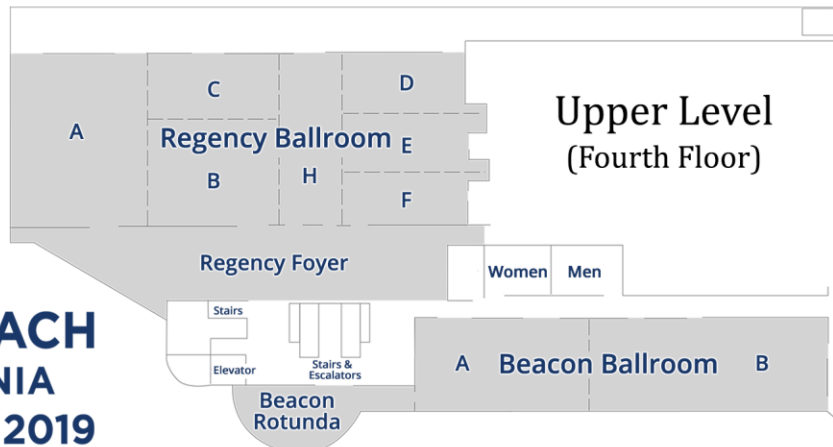 Upper Level
(Fourth Floor)
A
C
D
Regency Ballroom
E
B
H
F
Regency Foyer
Women
Men
Stairs
Elevator
Stairs &
Escalators
A
Beacon Ballroom
B
Beacon
Rotunda
ACH
NIA
2019